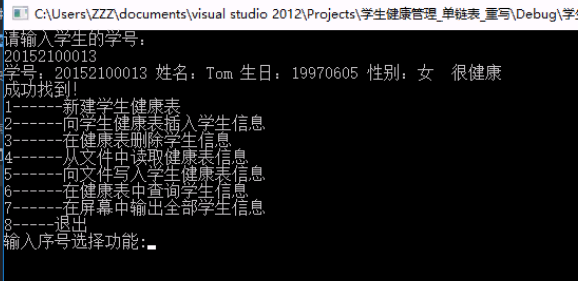 C:\Users\ZZZ\documents\visual studio 2012\Projects\学生健康管理_单链表_重写\Debug\学
请输入学生的学号:
20152100013
学号: 20152100013 姓名: Tom 生日: 19970605 性别: 女  很健康
成功找到!
1------新建学生健康表
2------向学生健康表插入学生信息
3------在健康表删除学生信息
4------从文件中读取健康表信息
5------向文件写入学生健康表信息
6------在健康表中查询学生信息
7------在屏幕中输出全部学生信息
8-----退出
输入序号选择功能: